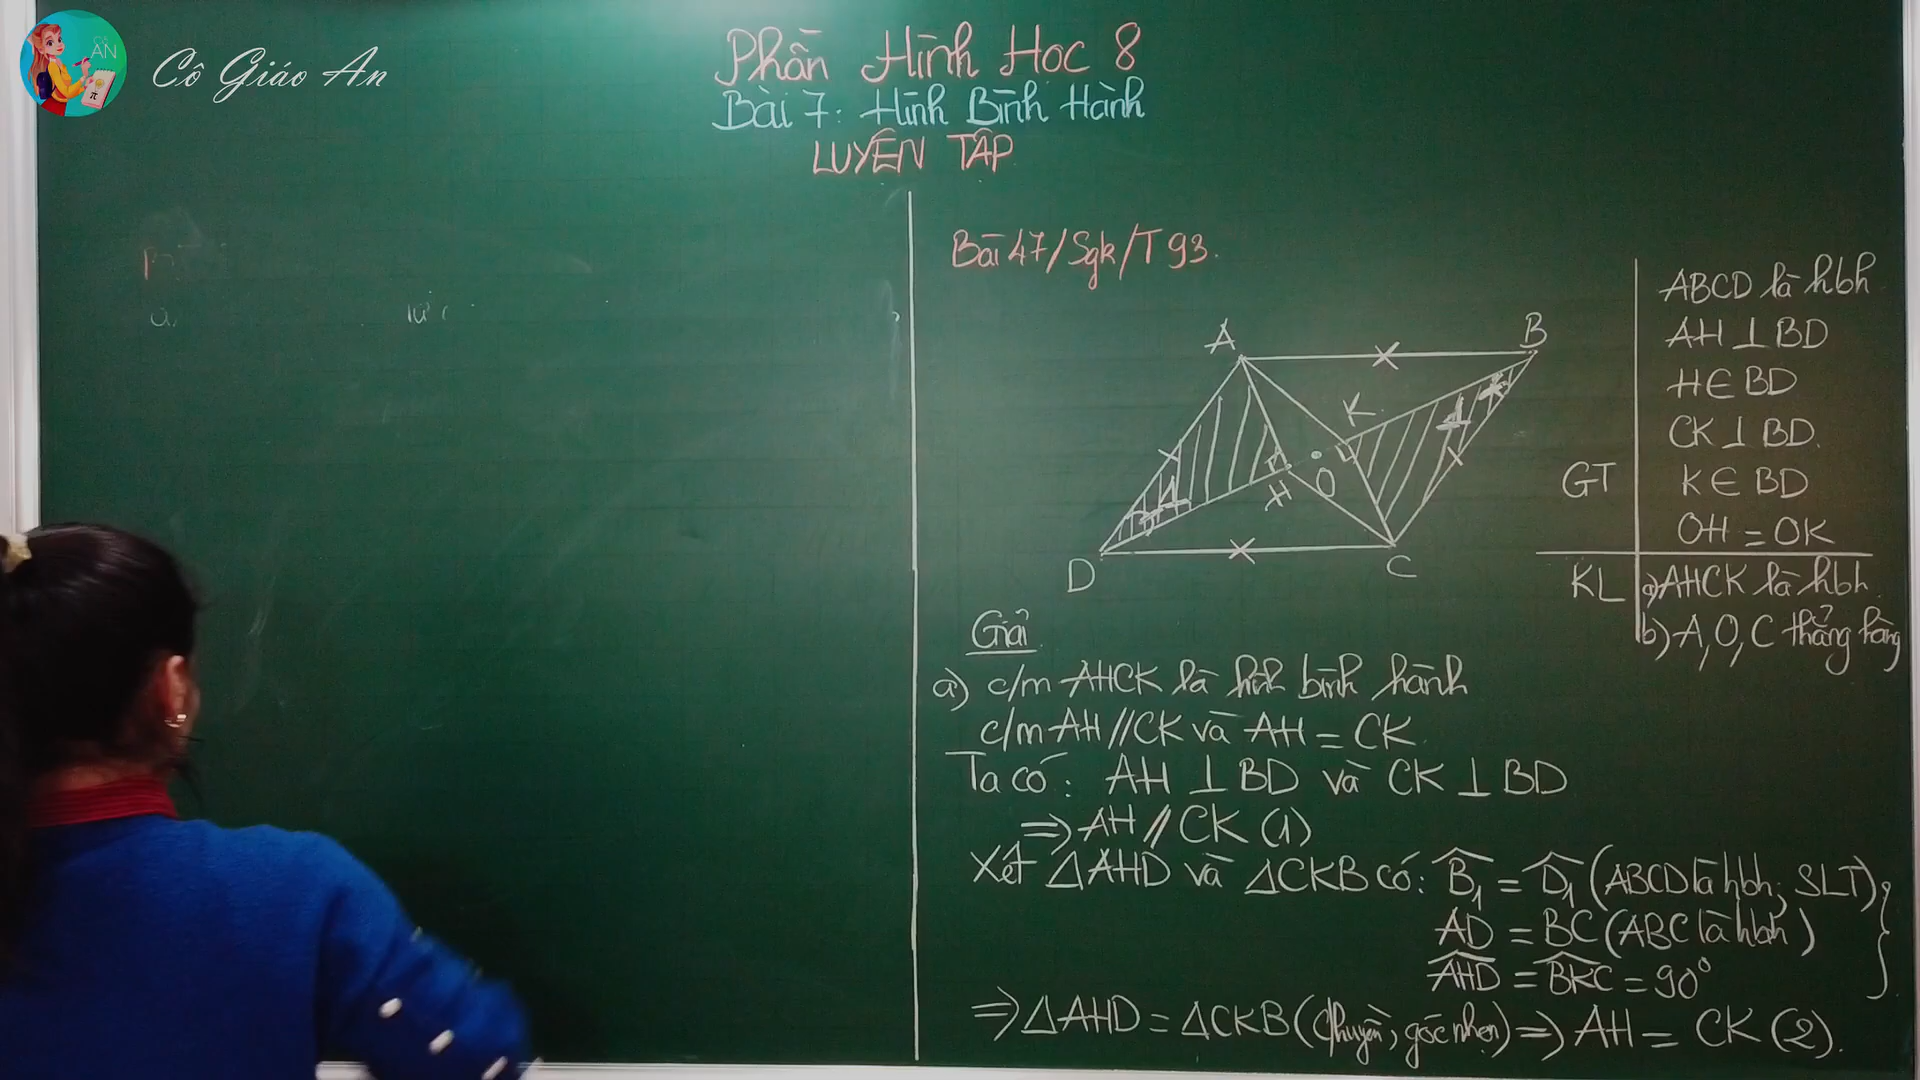 Cô Giáo An
Phần Hình Học 8
Bài 7: Hình Bình Hành
LUYỆN TẬP
Bài 47/Sgk/T93.
A
B
K
H
O
D
C
ABCD là hbh
AH ⊥ BD
H ∈ BD
CK ⊥ BD.
GT K ∈ BD
OH = OK
KL a) AHCK là hbh.
b) A, O, C thẳng hàng
Giải
a) c/m AHCK là hình bình hành
c/m AH // CK và AH = CK.
Ta có: AH ⊥ BD và CK ⊥ BD
⇒ AH // CK (1)
Xét ΔAHD và ΔCKB có: B̂₁ = D̂₁ (ABCD là hbh; SLT)
AD = BC (ABC là hbh)
AHD = BKC = 90°
⇒ ΔAHD = ΔCKB (chuyền, góc nhọn) ⇒ AH = CK (2).